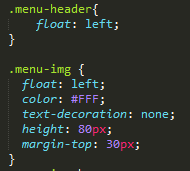 .menu-header{
    float: left;
}

.menu-img {
  float: left;
  color: #FFF;
  text-decoration: none;
  height: 80px;
  margin-top: 30px;
}